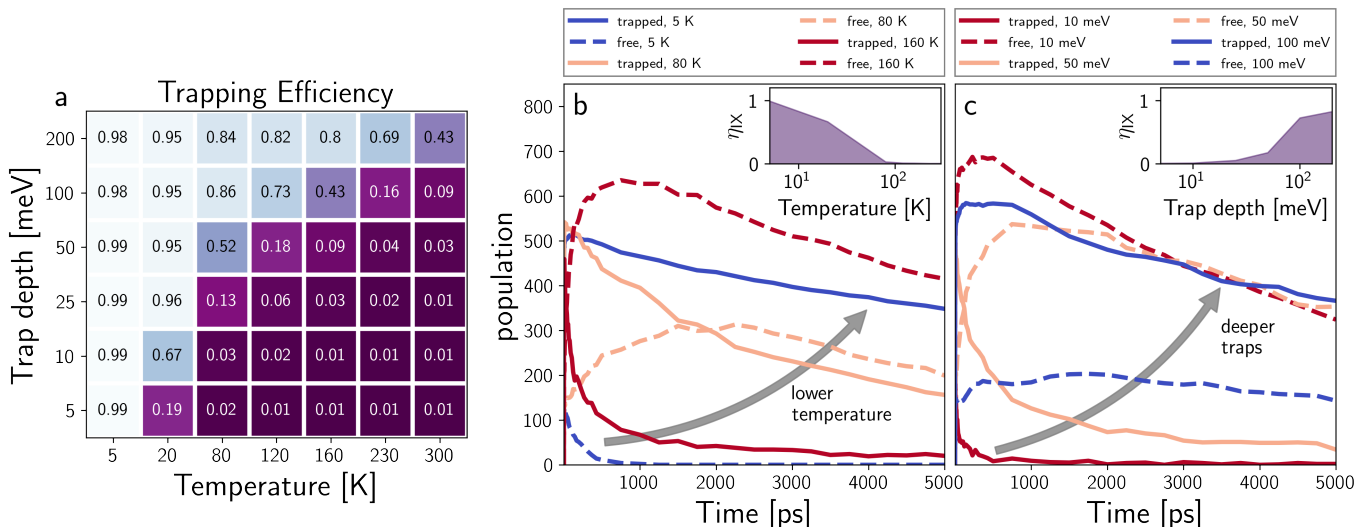 trapped, 5 K
free, 5 K
trapped, 80 K
free, 80 K
trapped, 160 K
free, 160 K
trapped, 10 meV
free, 10 meV
trapped, 50 meV
free, 50 meV
trapped, 100 meV
free, 100 meV
a
Trapping Efficiency
Trap depth [meV]
200 0.98 0.95 0.84 0.82 0.8 0.69 0.43
100 0.98 0.95 0.86 0.73 0.43 0.16 0.09
50 0.99 0.95 0.52 0.18 0.09 0.04 0.03
25 0.99 0.96 0.13 0.06 0.03 0.02 0.01
10 0.99 0.67 0.03 0.02 0.01 0.01 0.01
5 0.99 0.19 0.02 0.01 0.01 0.01 0.01
5 20 80 120 160 230 300
Temperature [K]
b
population
800
700
600
500
400
300
200
100
0
1000 2000 3000 4000 5000
Time [ps]
lower
temperature
ηIX
1
0
10¹ 10²
Temperature [K]
c
ηIX
1
0
10¹ 10²
Trap depth [meV]
deeper
traps
1000 2000 3000 4000 5000
Time [ps]